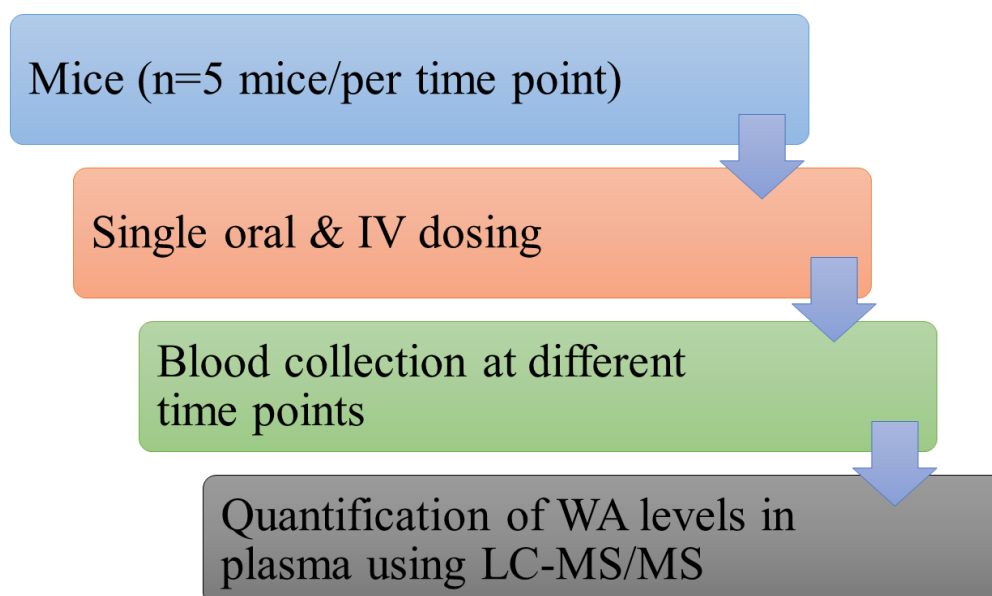 Mice (n=5 mice/per time point)
Single oral & IV dosing
Blood collection at different
time points
Quantification of WA levels in
plasma using LC-MS/MS